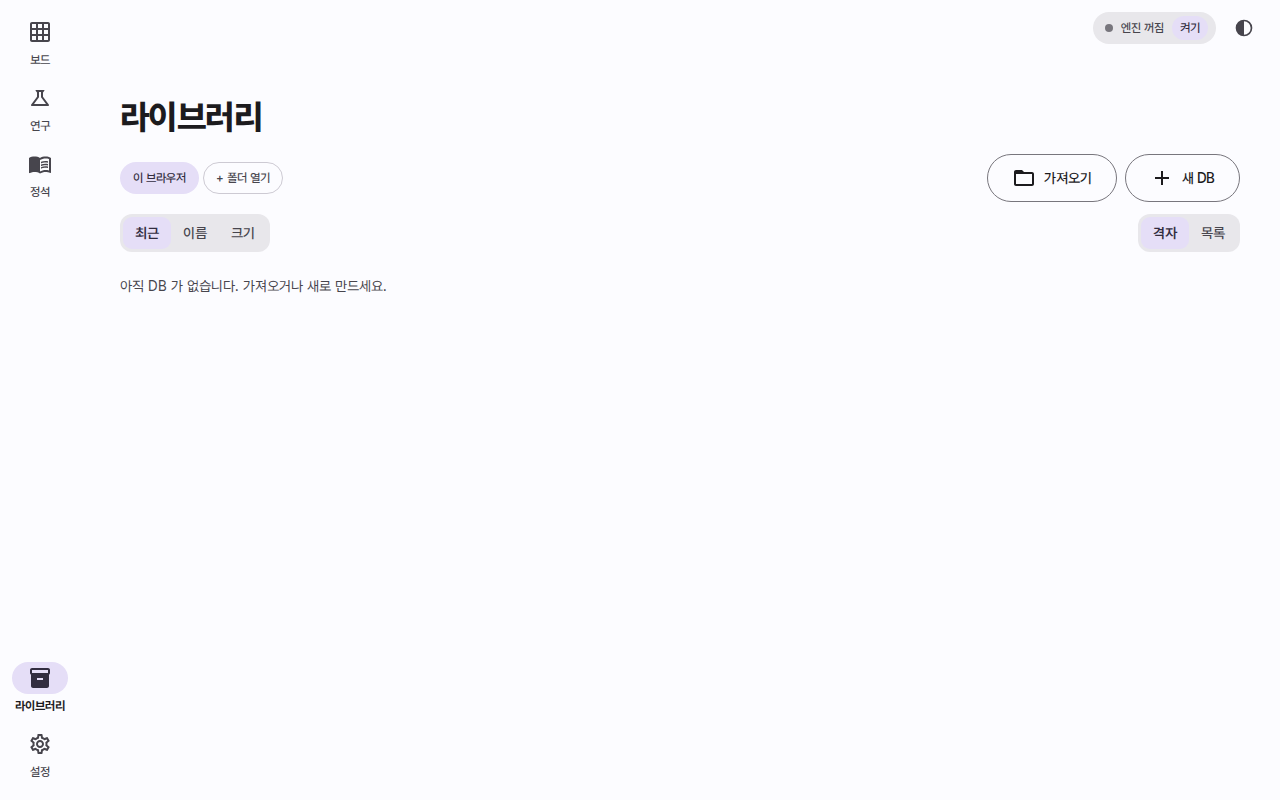 보드
연구
정석
라이브러리
설정
엔진 꺼짐 켜기
라이브러리
이 브라우저 + 폴더 열기
가져오기 새 DB
최근 이름 크기
격자 목록
아직 DB 가 없습니다. 가져오거나 새로 만드세요.